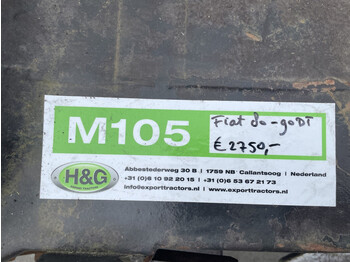 M105
Fiat 80-90DT
€2750,-
H&G
Abbestederweg 30 B | 1759 NB Callantsoog | Nederland
+31 (0)6 10 92 20 15 | +31 (0)6 53 67 21 73
info@exporttractors.nl | www.exporttractors.nl